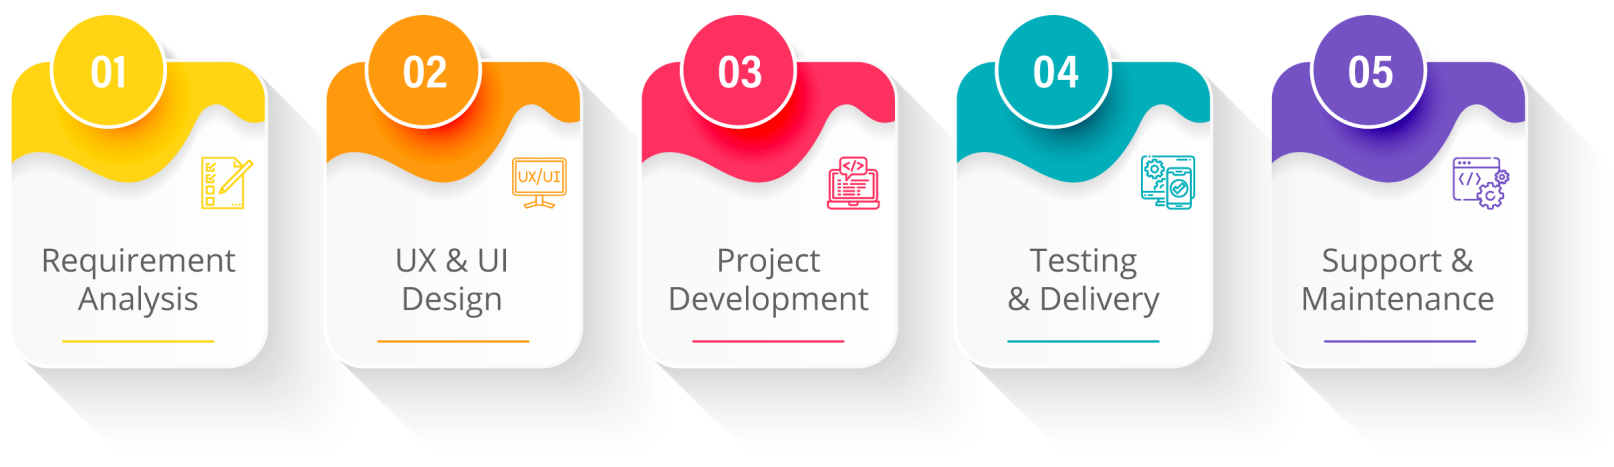 01
Requirement
Analysis
02
UX/UI
UX & UI
Design
03
</>
Project
Development
04
Testing
& Delivery
05
</>
Support &
Maintenance